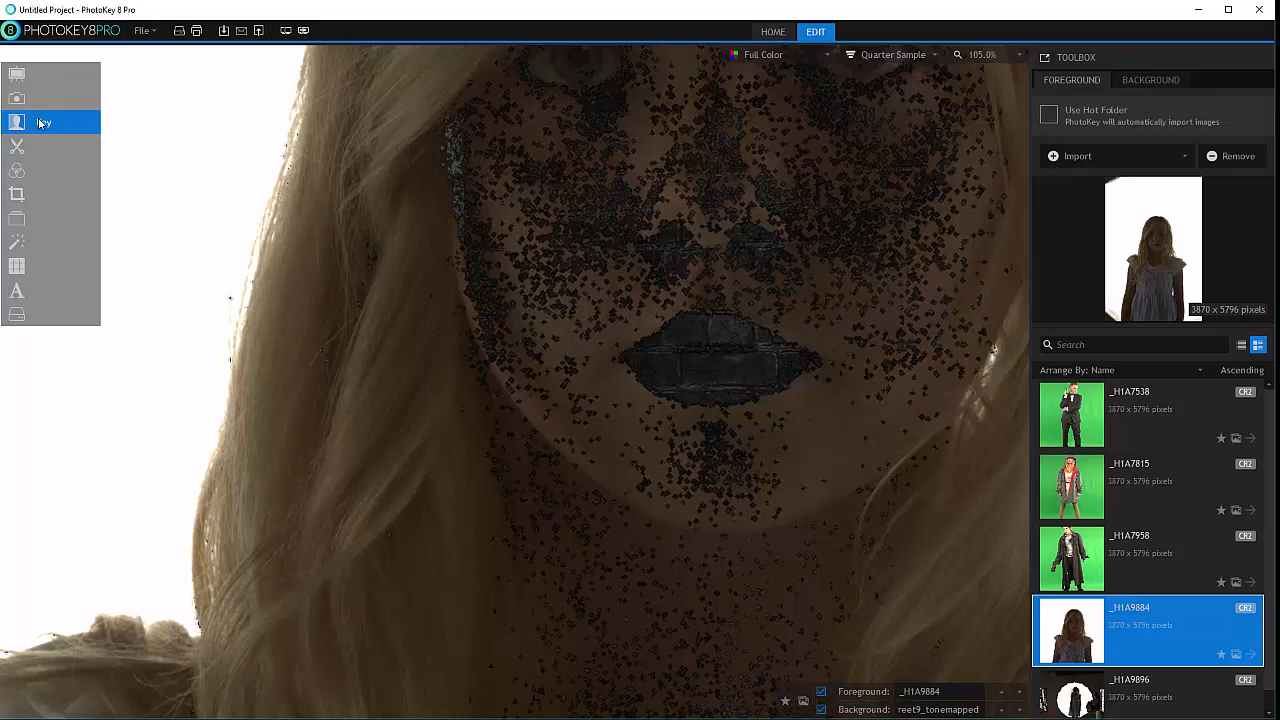 Untitled Project - PhotoKey 8 Pro
8 PHOTOKEY8PRO File HOME EDIT
Full Color Quarter Sample 105.0%
TOOLBOX
FOREGROUND BACKGROUND
Use Hot Folder
PhotoKey will automatically import images
Key
Import Remove
3870 x 5796 pixels
Search
Arrange By: Name Ascending
_H1A7538 CR2
3870 x 5796 pixels
_H1A7815 CR2
3870 x 5796 pixels
_H1A7958 CR2
3870 x 5796 pixels
_H1A9884 CR2
3870 x 5796 pixels
_H1A9896 CR2
3870 x 5796 pixels
Foreground: _H1A9884
Background: reet9_tonemapped